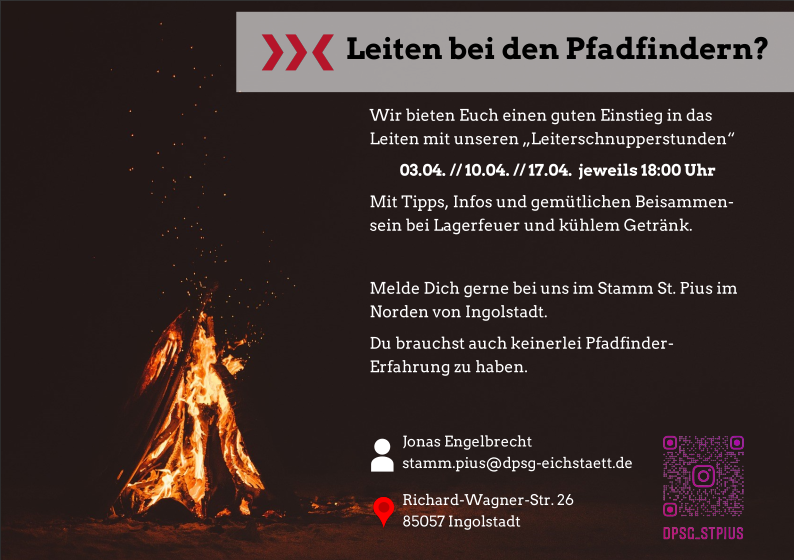 Leiten bei den Pfadfindern?
Wir bieten Euch einen guten Einstieg in das
Leiten mit unseren „Leiterschnupperstunden“
03.04. // 10.04. // 17.04. jeweils 18:00 Uhr
Mit Tipps, Infos und gemütlichen Beisammen-
sein bei Lagerfeuer und kühlem Getränk.
Melde Dich gerne bei uns im Stamm St. Pius im
Norden von Ingolstadt.
Du brauchst auch keinerlei Pfadfinder-
Erfahrung zu haben.
Jonas Engelbrecht
stamm.pius@dpsg-eichstaett.de
Richard-Wagner-Str. 26
85057 Ingolstadt
DPSG_STPIUS